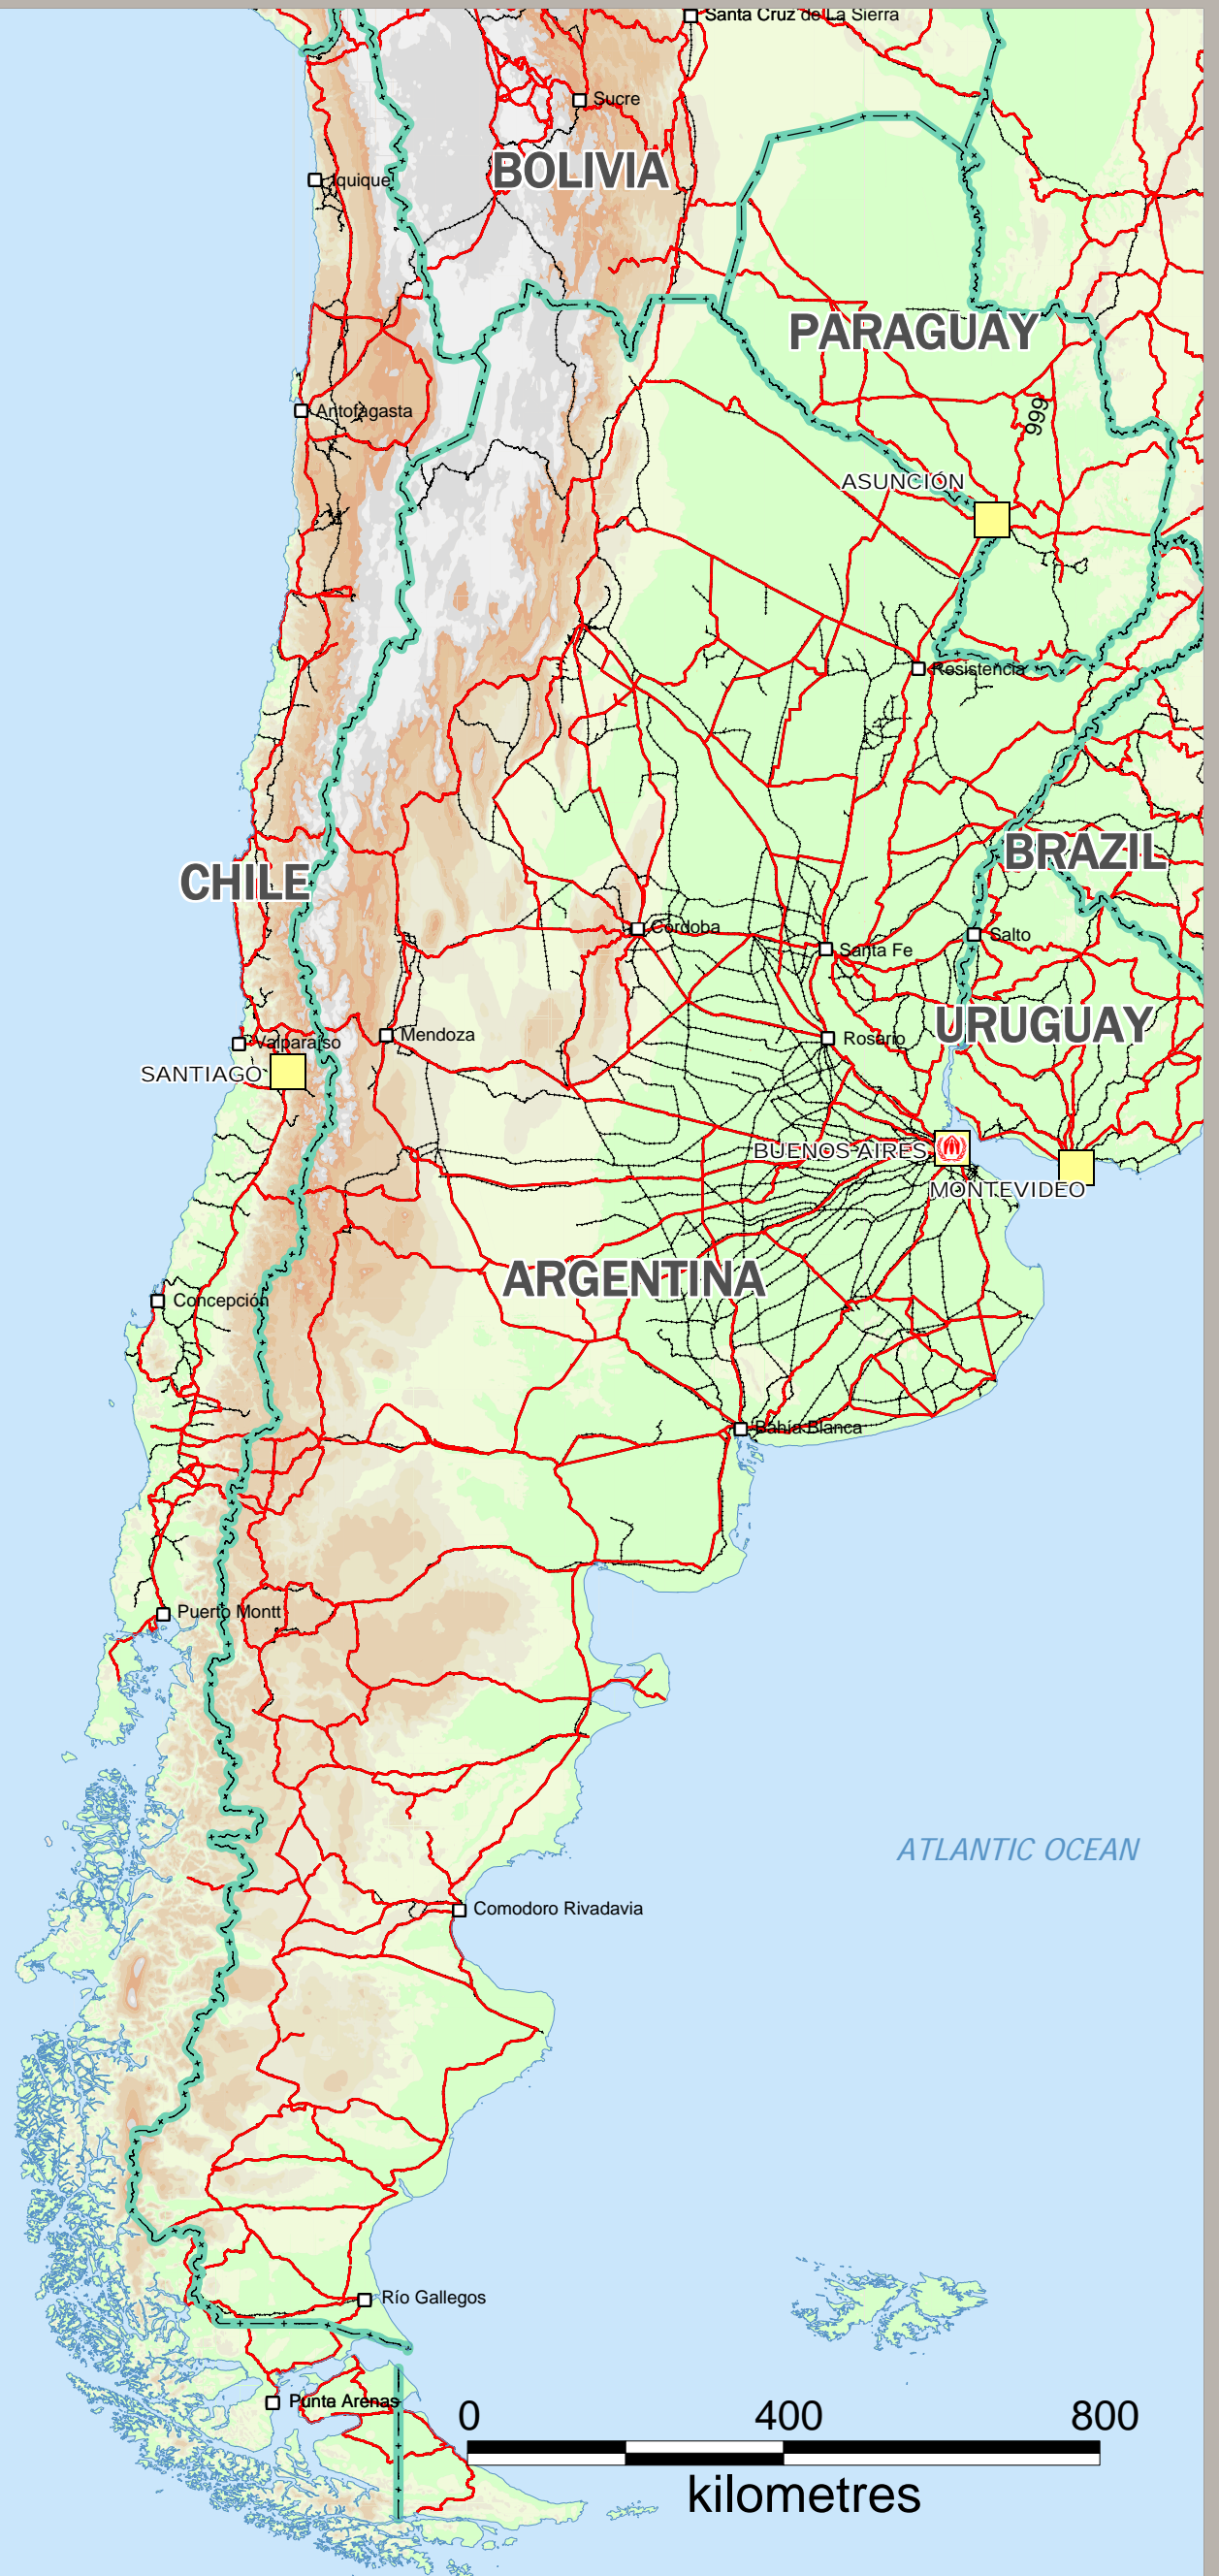 Santa Cruz de La Sierra
Sucre
BOLIVIA
Iquique
PARAGUAY
Antofagasta
999
ASUNCIÓN
Resistencia
BRAZIL
CHILE
Córdoba
Santa Fe
Salto
URUGUAY
Mendoza
Valparaíso
Rosario
SANTIAGO
BUENOS AIRES
MONTEVIDEO
ARGENTINA
Concepción
Bahía Blanca
Puerto Montt
ATLANTIC OCEAN
Comodoro Rivadavia
Río Gallegos
Punta Arenas
0 400 800
kilometres